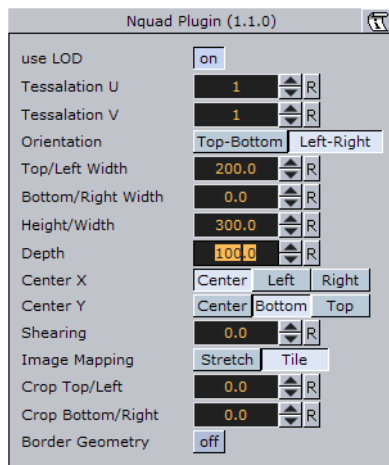 Nquad Plugin (1.1.0)
use LOD on
Tessalation U 1 R
Tessalation V 1 R
Orientation Top-Bottom Left-Right
Top/Left Width 200.0 R
Bottom/Right Width 0.0 R
Height/Width 300.0 R
Depth 100.0 R
Center X Center Left Right
Center Y Center Bottom Top
Shearing 0.0 R
Image Mapping Stretch Tile
Crop Top/Left 0.0 R
Crop Bottom/Right 0.0 R
Border Geometry off